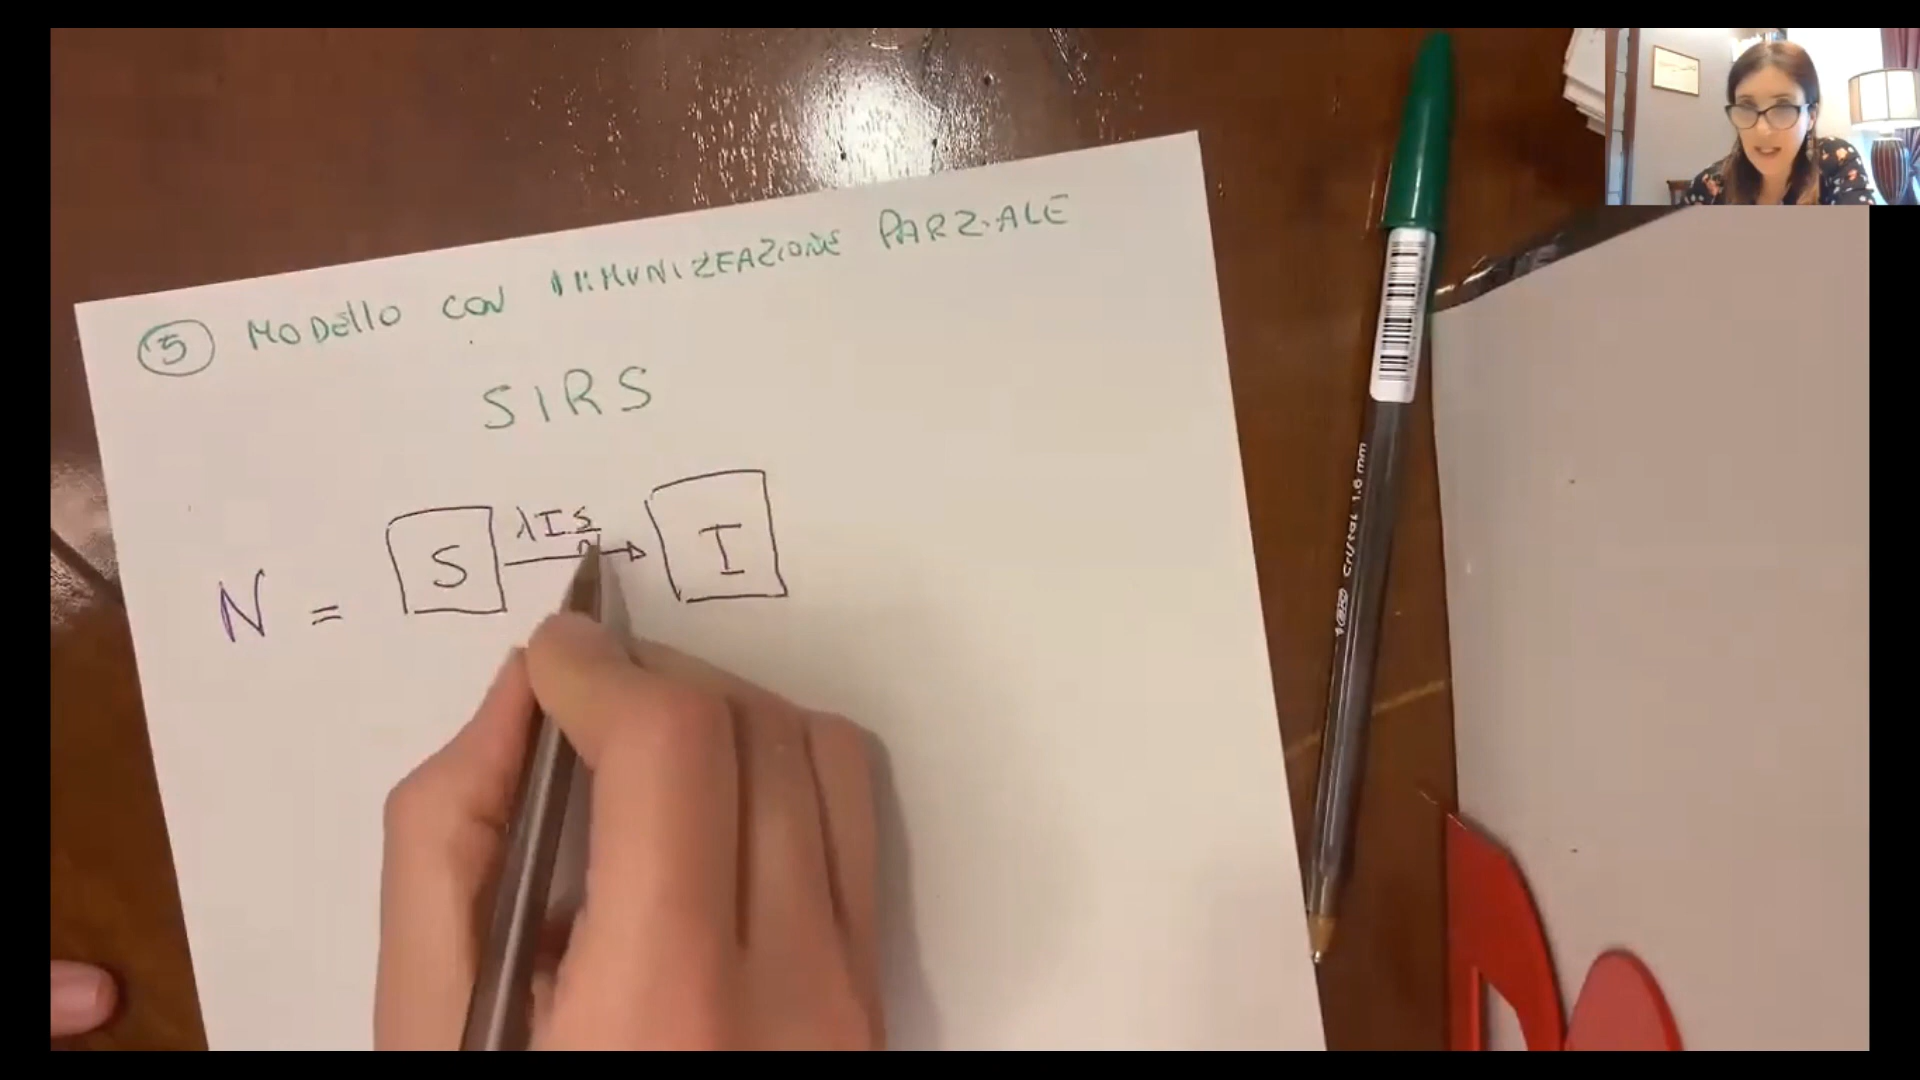 ⑤ MODELLO CON IMMUNIZZAZIONE PARZIALE
SIRS
N = S λIS/N I
Cristal 1.6 mm
BIC